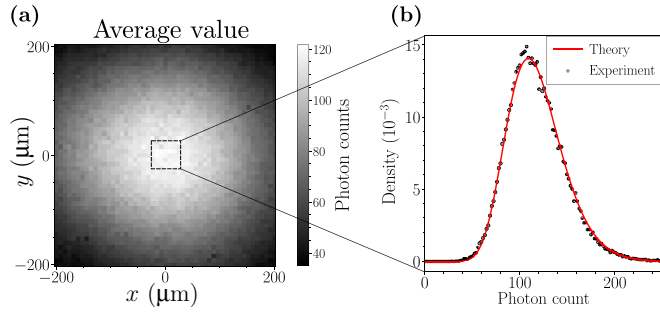 (a)
Average value
200
0
−200
−200
0
200
y (μm)
x (μm)
120
100
80
60
40
Photon counts
(b)
15
10
5
0
0
100
200
Density (10⁻³)
Photon count
Theory
Experiment